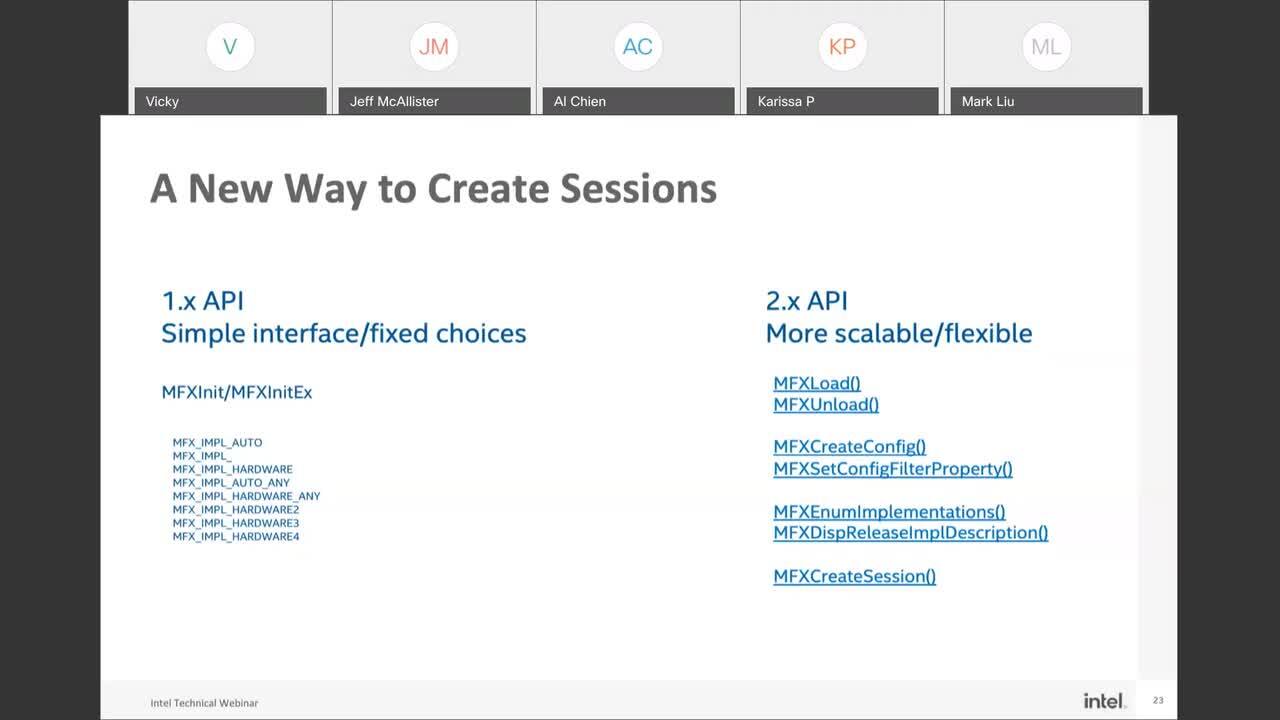 V
JM
AC
KP
ML
Vicky
Jeff McAllister
Al Chien
Karissa P
Mark Liu
A New Way to Create Sessions
1.x API
Simple interface/fixed choices
MFXInit/MFXInitEx
MFX_IMPL_AUTO
MFX_IMPL_
MFX_IMPL_HARDWARE
MFX_IMPL_AUTO_ANY
MFX_IMPL_HARDWARE_ANY
MFX_IMPL_HARDWARE2
MFX_IMPL_HARDWARE3
MFX_IMPL_HARDWARE4
2.x API
More scalable/flexible
MFXLoad()
MFXUnload()
MFXCreateConfig()
MFXSetConfigFilterProperty()
MFXEnumImplementations()
MFXDispReleaseImplDescription()
MFXCreateSession()
Intel Technical Webinar
intel.
23